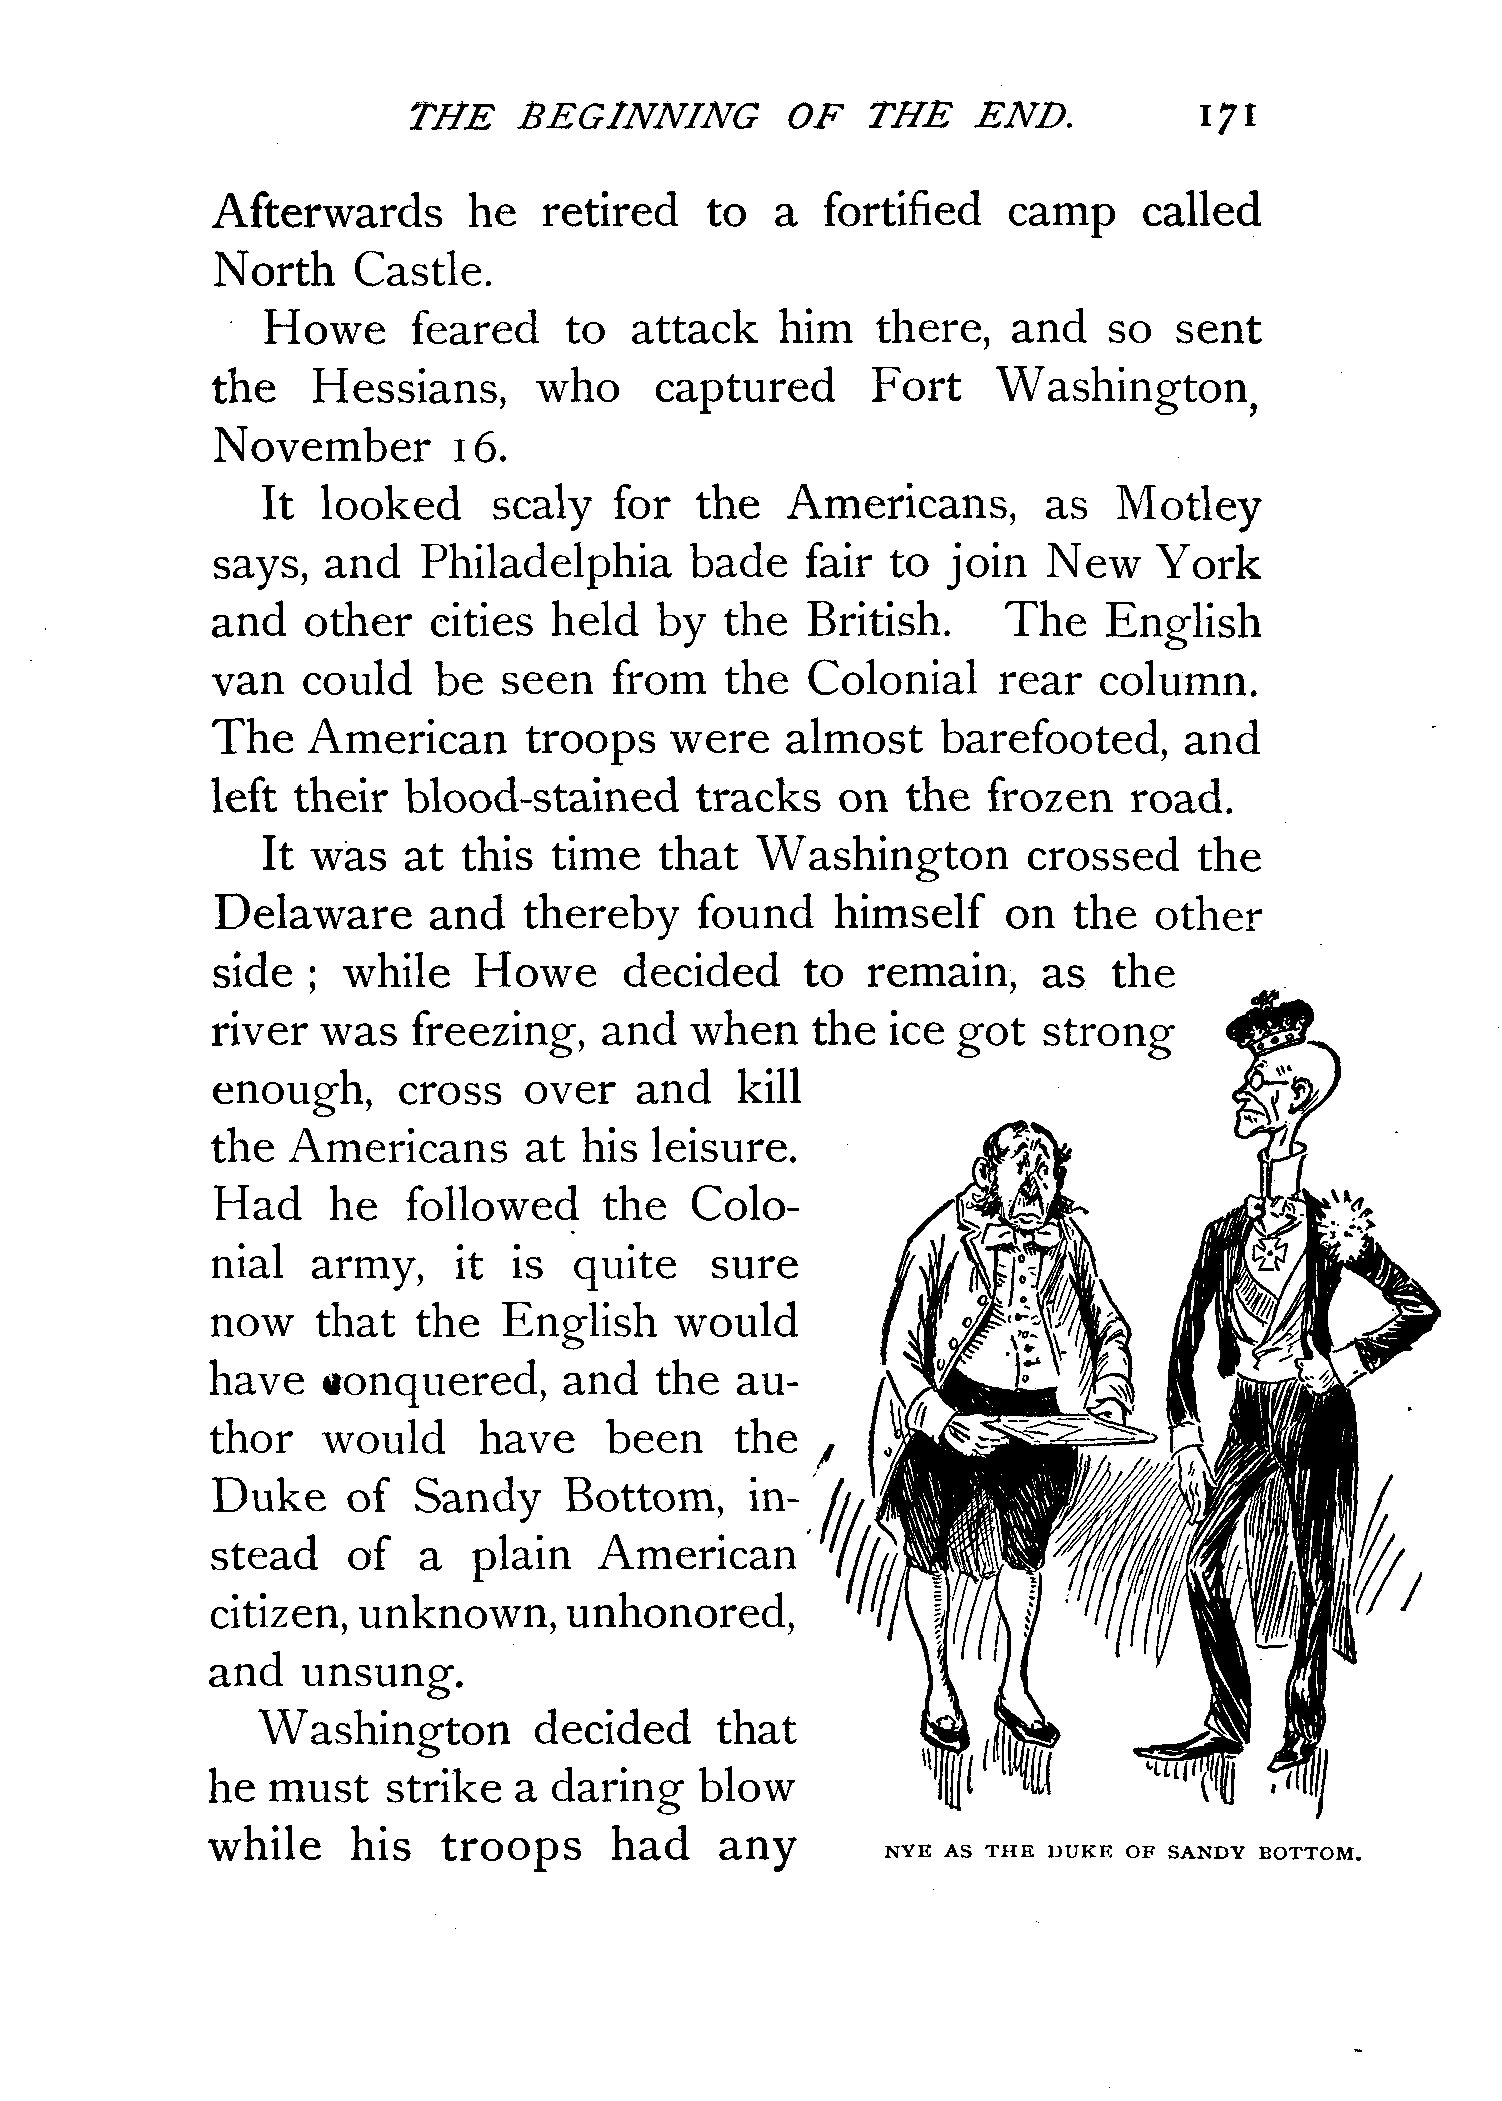 THE BEGINNING OF THE END. 171
Afterwards he retired to a fortified camp called
North Castle.
Howe feared to attack him there, and so sent
the Hessians, who captured Fort Washington,
November 16.
It looked scaly for the Americans, as Motley
says, and Philadelphia bade fair to join New York
and other cities held by the British. The English
van could be seen from the Colonial rear column.
The American troops were almost barefooted, and
left their blood-stained tracks on the frozen road.
It was at this time that Washington crossed the
Delaware and thereby found himself on the other
side ; while Howe decided to remain, as the
river was freezing, and when the ice got strong
enough, cross over and kill
the Americans at his leisure.
Had he followed the Colo-
nial army, it is quite sure
now that the English would
have conquered, and the au-
thor would have been the
Duke of Sandy Bottom, in-
stead of a plain American
citizen, unknown, unhonored,
and unsung.
Washington decided that
he must strike a daring blow
while his troops had any
NYE AS THE DUKE OF SANDY BOTTOM.